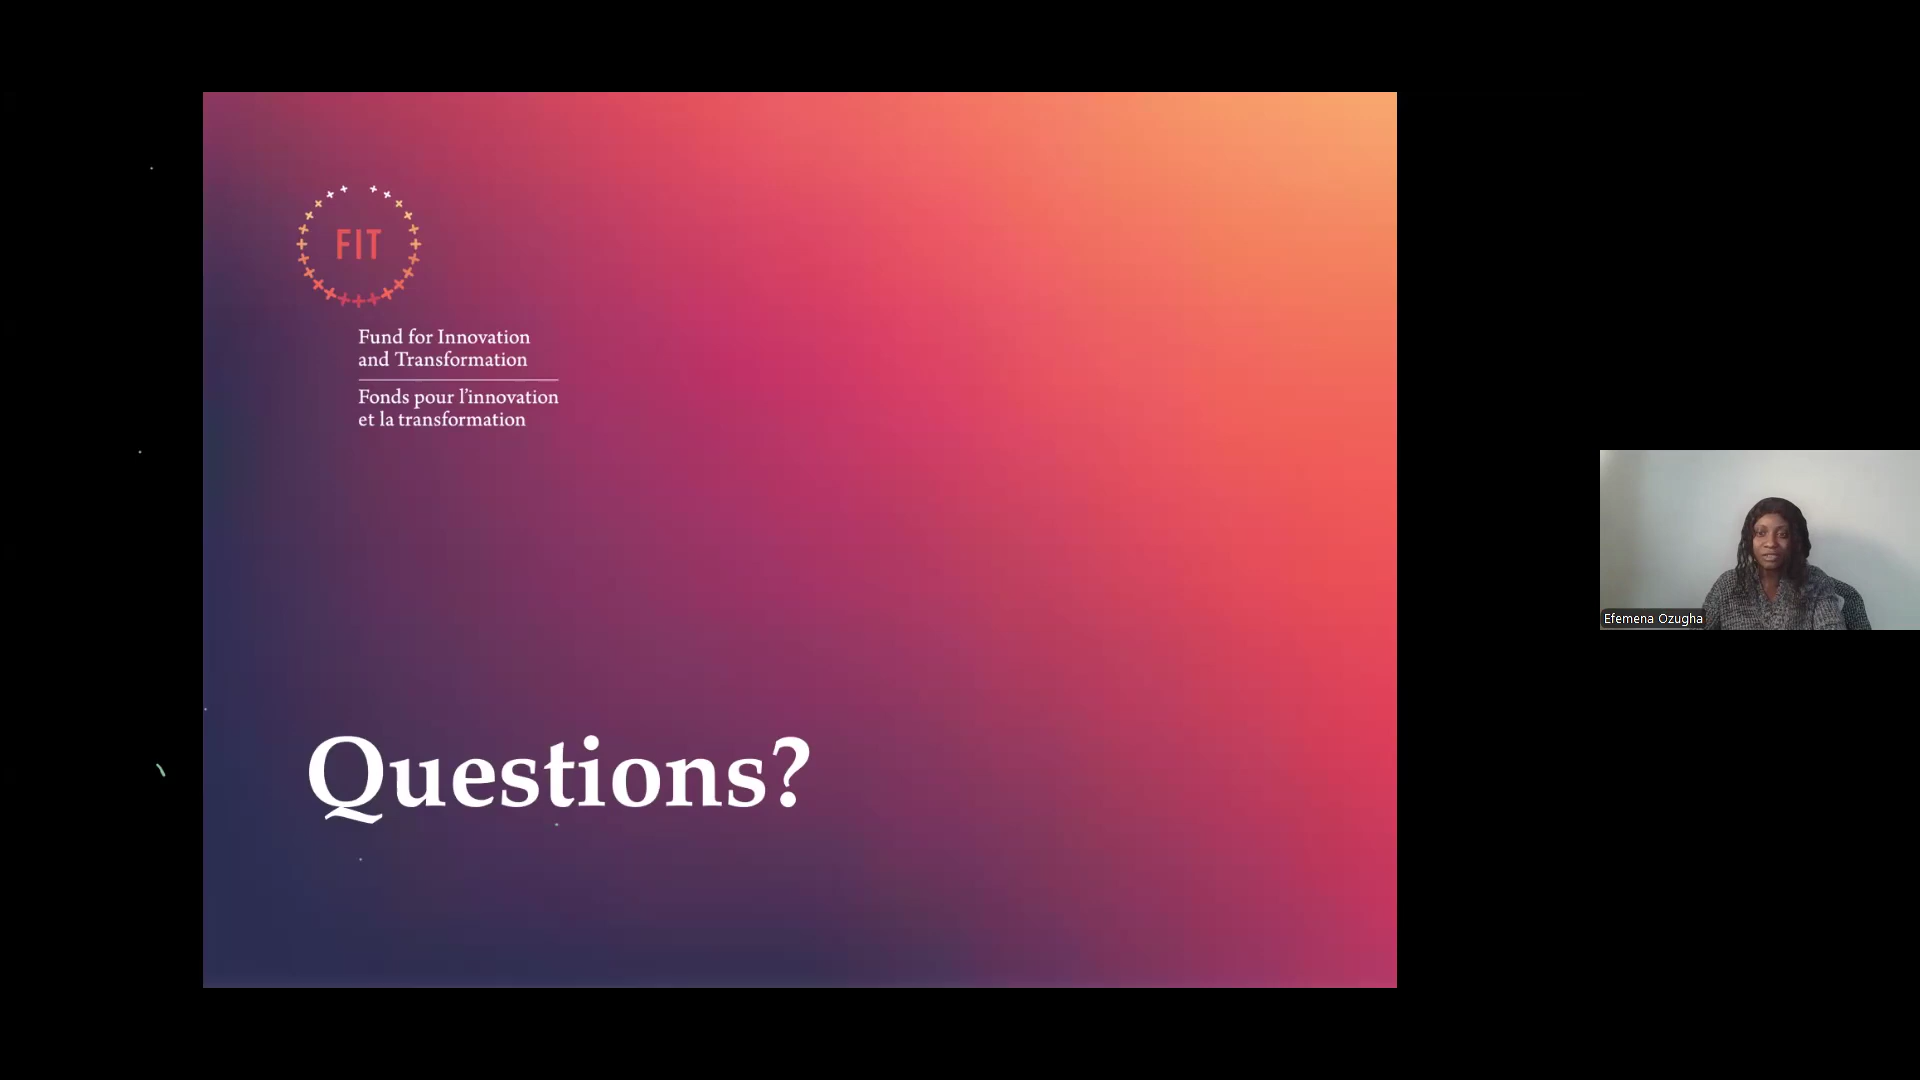 FIT
Fund for Innovation
and Transformation
Fonds pour l’innovation
et la transformation
Questions?
Efemena Ozugha